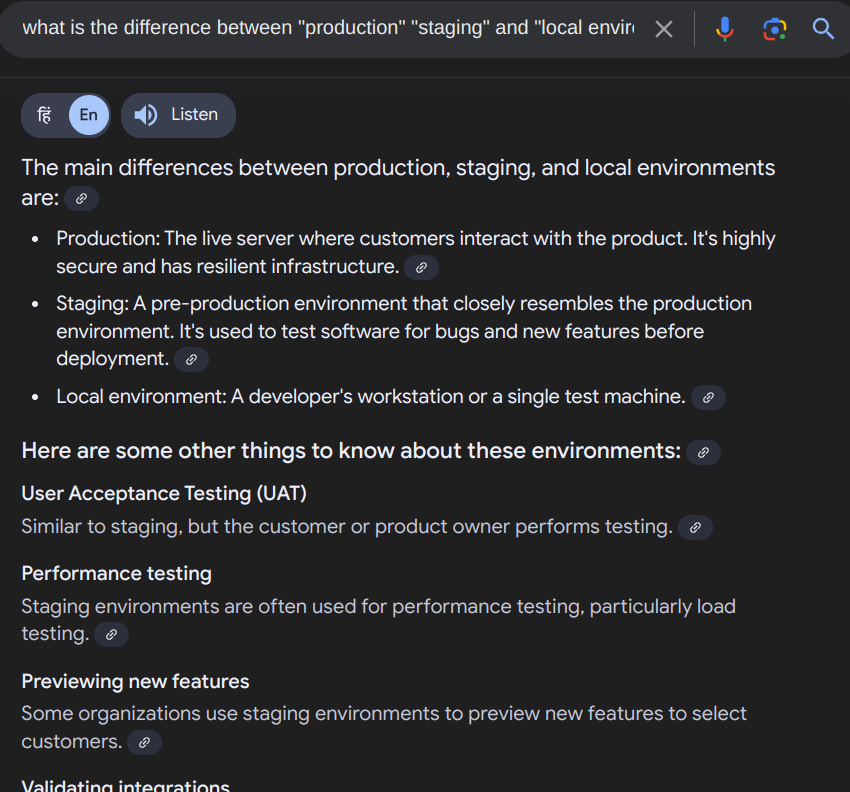 what is the difference between "production" "staging" and "local envir
हिं En Listen
The main differences between production, staging, and local environments
are:
• Production: The live server where customers interact with the product. It's highly
secure and has resilient infrastructure.
• Staging: A pre-production environment that closely resembles the production
environment. It's used to test software for bugs and new features before
deployment.
• Local environment: A developer's workstation or a single test machine.
Here are some other things to know about these environments:
User Acceptance Testing (UAT)
Similar to staging, but the customer or product owner performs testing.
Performance testing
Staging environments are often used for performance testing, particularly load
testing.
Previewing new features
Some organizations use staging environments to preview new features to select
customers.
Validating integrations